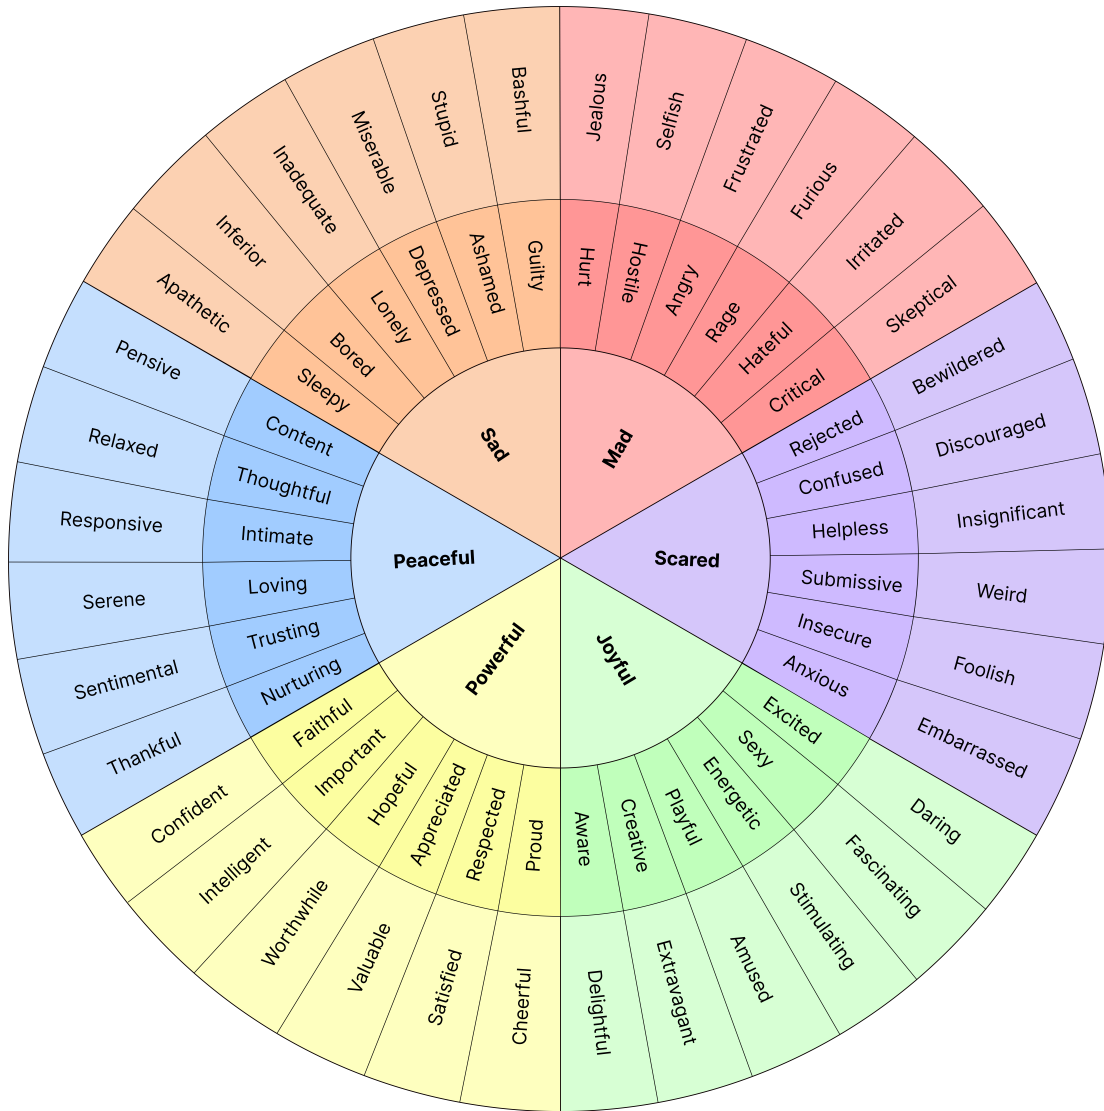 Mad
Hurt
Hostile
Angry
Rage
Hateful
Critical
Jealous
Selfish
Frustrated
Furious
Irritated
Skeptical
Scared
Rejected
Confused
Helpless
Submissive
Insecure
Anxious
Bewildered
Discouraged
Insignificant
Weird
Foolish
Embarrassed
Joyful
Excited
Sexy
Energetic
Playful
Creative
Aware
Daring
Fascinating
Stimulating
Amused
Extravagant
Delightful
Powerful
Proud
Respected
Appreciated
Hopeful
Important
Faithful
Cheerful
Satisfied
Valuable
Worthwhile
Intelligent
Confident
Peaceful
Nurturing
Trusting
Loving
Intimate
Thoughtful
Content
Thankful
Sentimental
Serene
Responsive
Relaxed
Pensive
Sad
Sleepy
Bored
Lonely
Depressed
Ashamed
Guilty
Apathetic
Inferior
Inadequate
Miserable
Stupid
Bashful